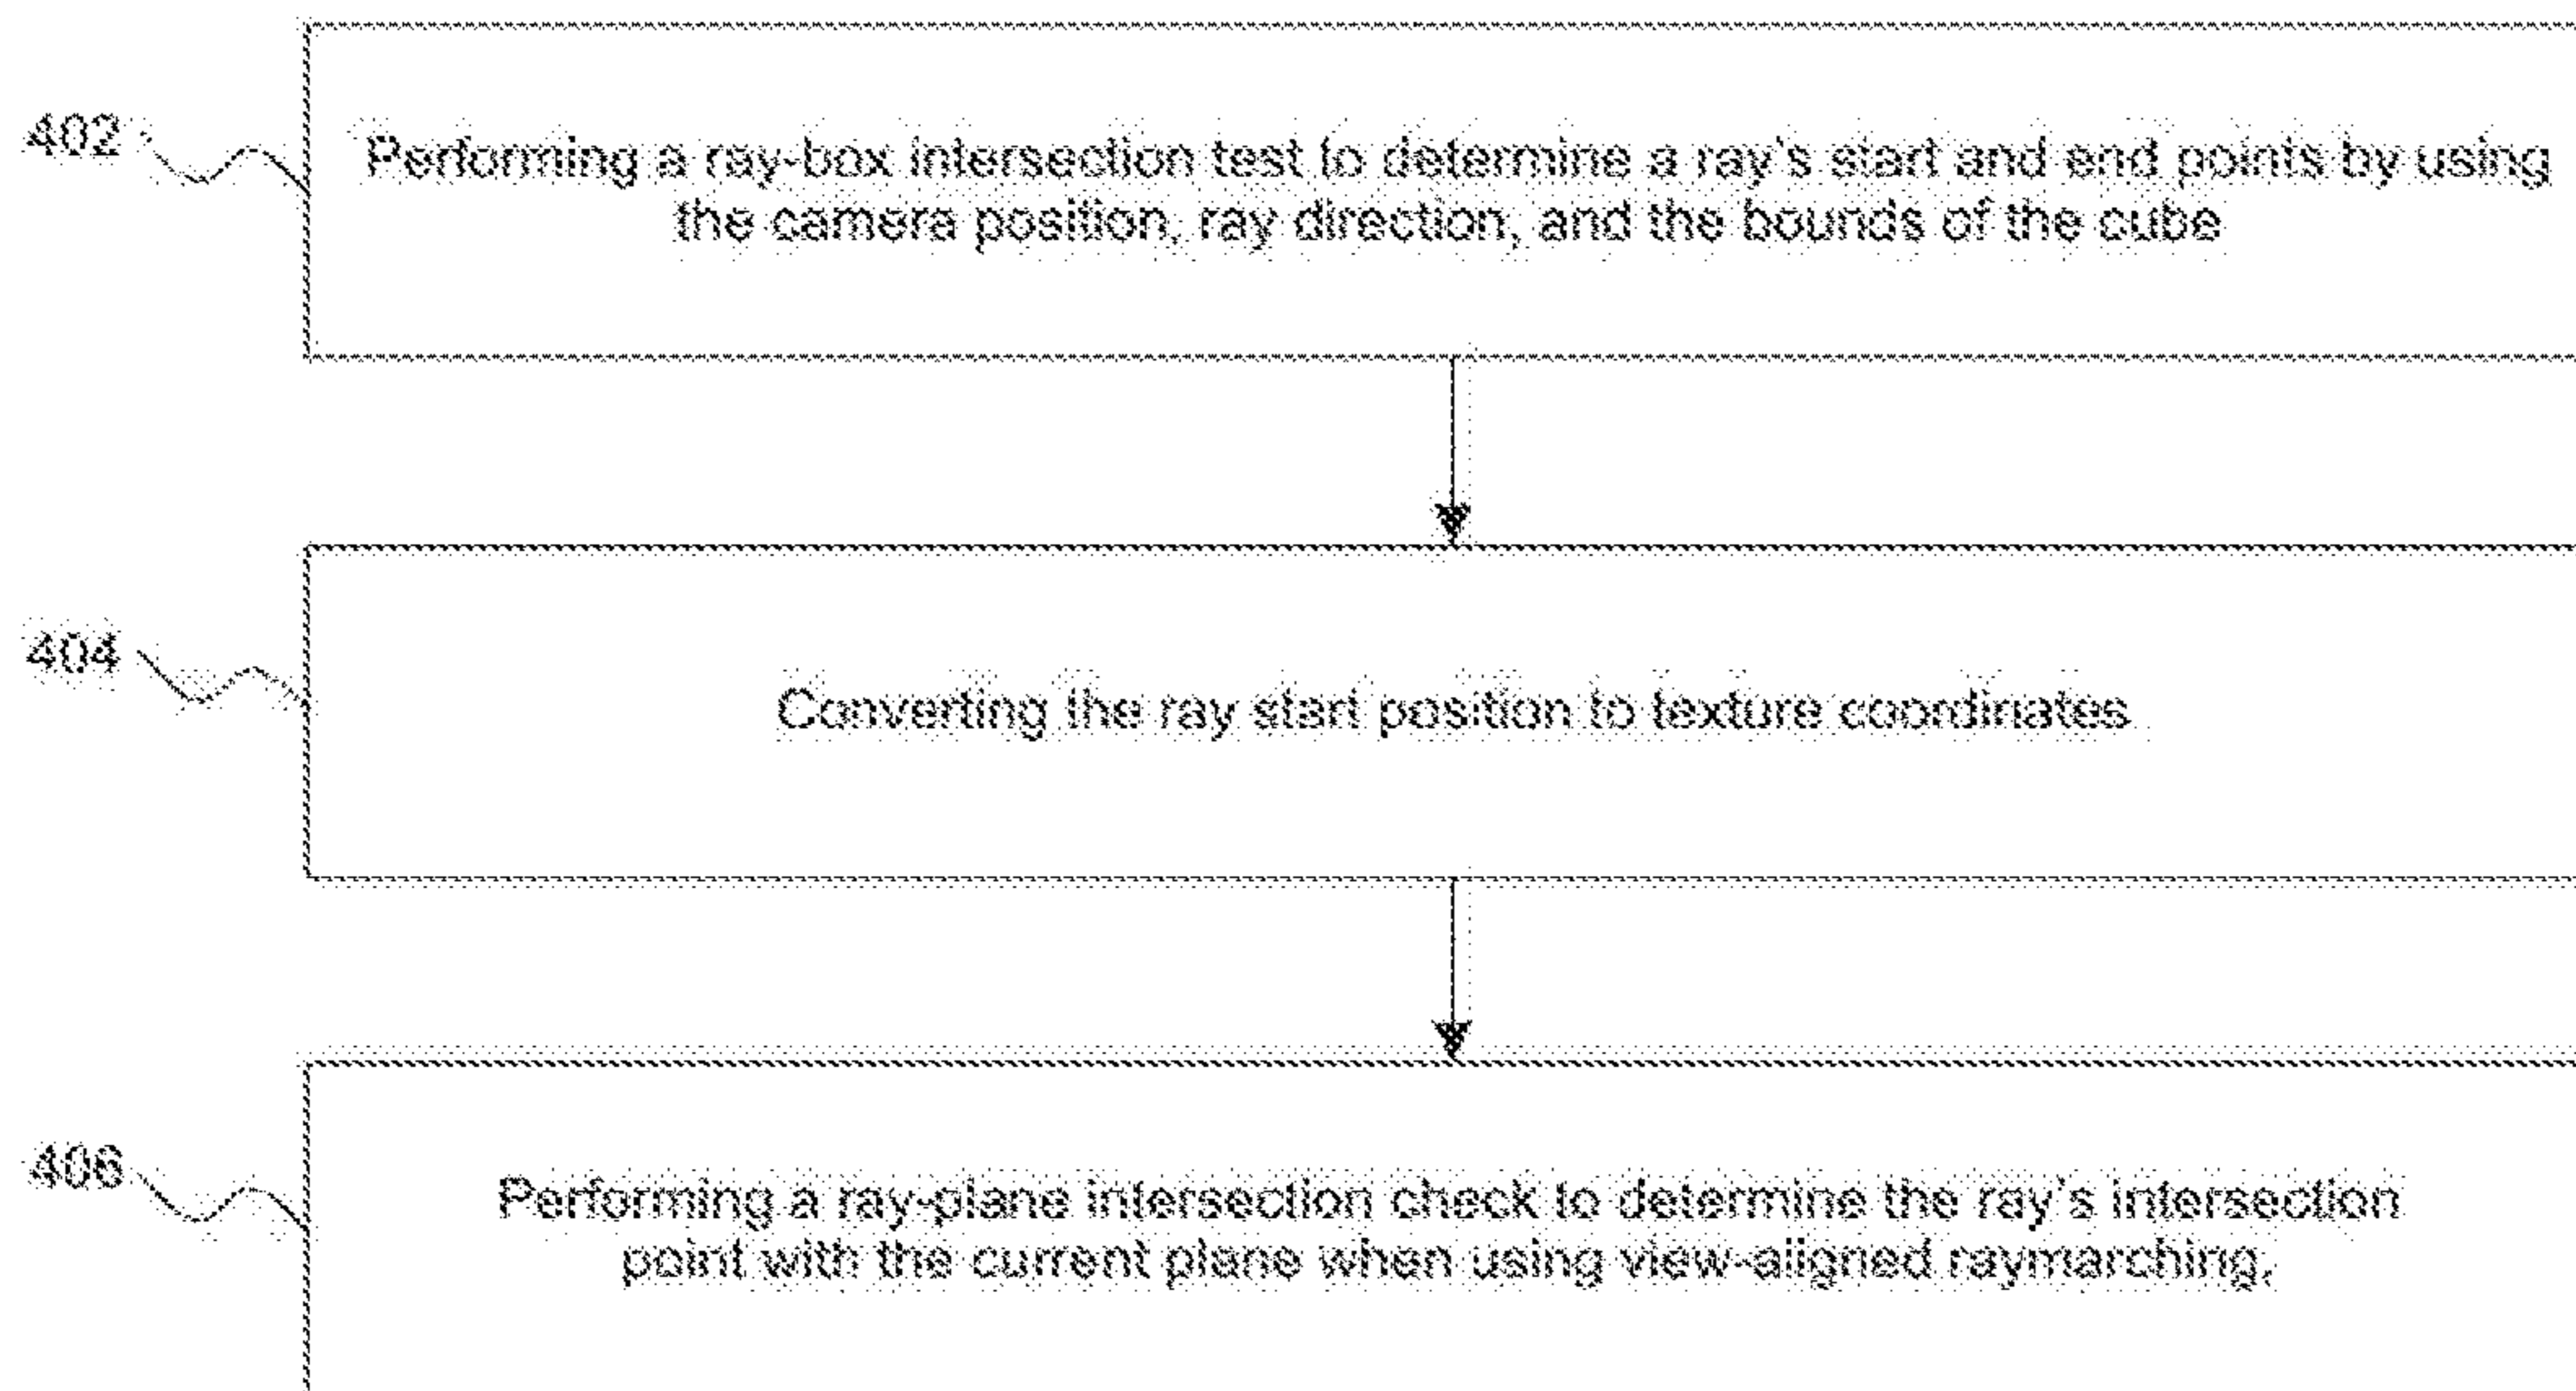 402
Performing a ray-box intersection test to determine a ray's start and end points by using
the camera position, ray direction, and the bounds of the cube
404
Converting the ray start position to texture coordinates
406
Performing a ray-plane intersection check to determine the ray's intersection
point with the current plane when using view-aligned raymarching.